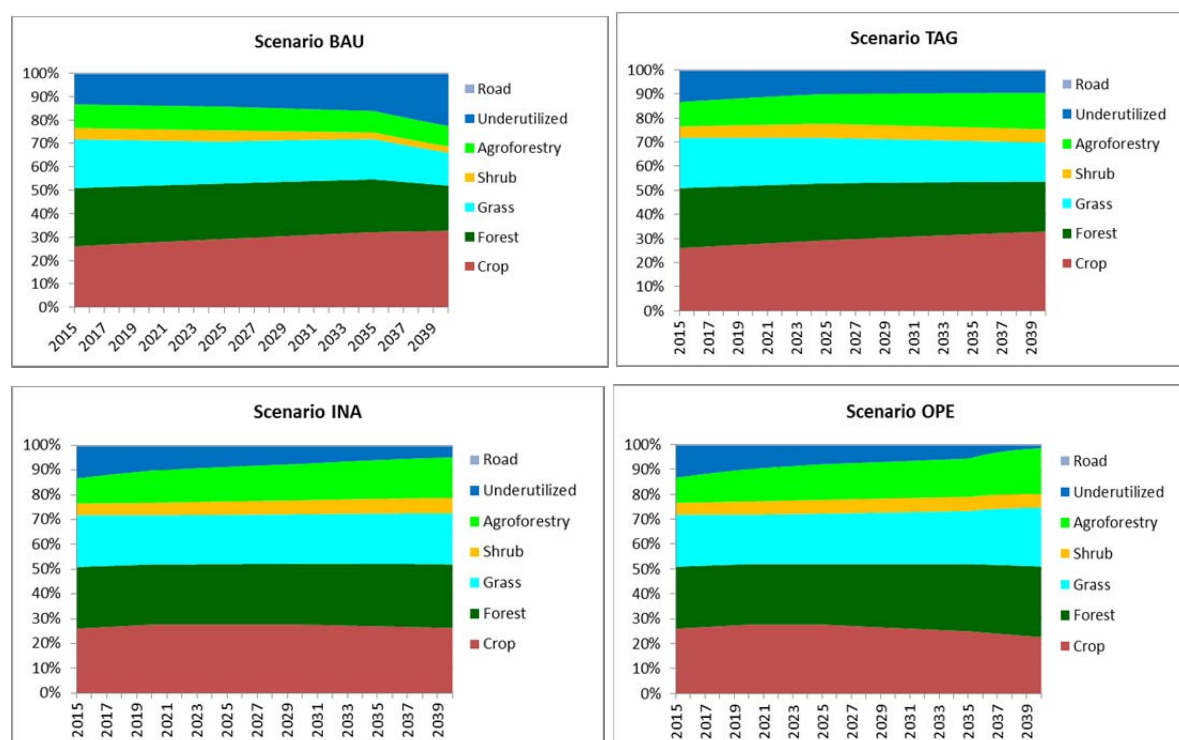 Scenario BAU
100%
90%
80%
70%
60%
50%
40%
30%
20%
10%
0%
2015 2017 2019 2021 2023 2025 2027 2029 2031 2033 2035 2037 2039
Road
Underutilized
Agroforestry
Shrub
Grass
Forest
Crop
Scenario TAG
100%
90%
80%
70%
60%
50%
40%
30%
20%
10%
0%
2015 2017 2019 2021 2023 2025 2027 2029 2031 2033 2035 2037 2039
Road
Underutilized
Agroforestry
Shrub
Grass
Forest
Crop
Scenario INA
100%
90%
80%
70%
60%
50%
40%
30%
20%
10%
0%
2015 2017 2019 2021 2023 2025 2027 2029 2031 2033 2035 2037 2039
Road
Underutilized
Agroforestry
Shrub
Grass
Forest
Crop
Scenario OPE
100%
90%
80%
70%
60%
50%
40%
30%
20%
10%
0%
2015 2017 2019 2021 2023 2025 2027 2029 2031 2033 2035 2037 2039
Road
Underutilized
Agroforestry
Shrub
Grass
Forest
Crop